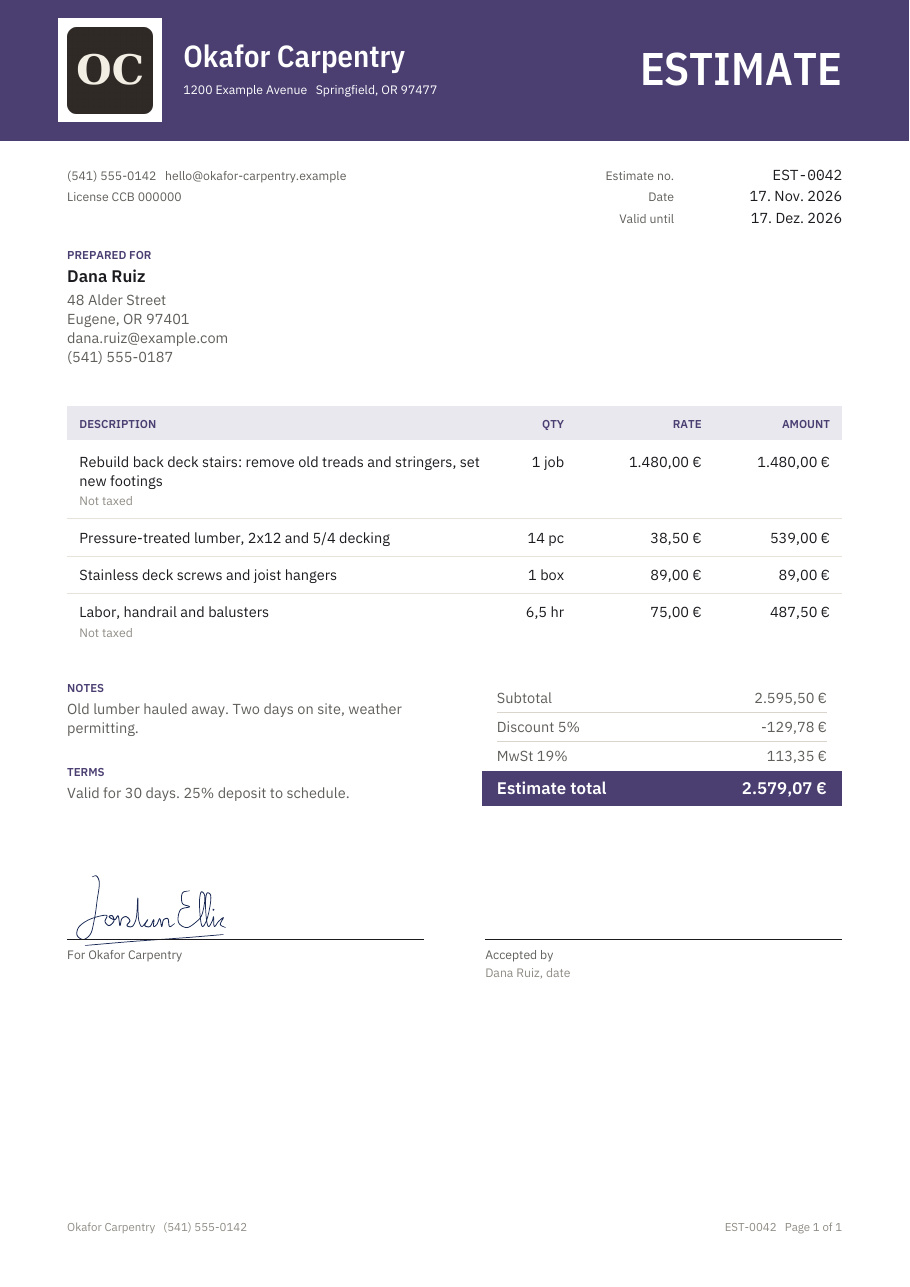 OC
Okafor Carpentry
1200 Example Avenue Springfield, OR 97477
ESTIMATE
(541) 555-0142 hello@okafor-carpentry.example
License CCB 000000
Estimate no. EST-0042
Date 17. Nov. 2026
Valid until 17. Dez. 2026
PREPARED FOR
Dana Ruiz
48 Alder Street
Eugene, OR 97401
dana.ruiz@example.com
(541) 555-0187
DESCRIPTION QTY RATE AMOUNT
Rebuild back deck stairs: remove old treads and stringers, set 1 job 1.480,00 € 1.480,00 €
new footings
Not taxed
Pressure-treated lumber, 2x12 and 5/4 decking 14 pc 38,50 € 539,00 €
Stainless deck screws and joist hangers 1 box 89,00 € 89,00 €
Labor, handrail and balusters 6,5 hr 75,00 € 487,50 €
Not taxed
NOTES
Old lumber hauled away. Two days on site, weather
permitting.
TERMS
Valid for 30 days. 25% deposit to schedule.
Subtotal 2.595,50 €
Discount 5% -129,78 €
MwSt 19% 113,35 €
Estimate total 2.579,07 €
For Okafor Carpentry
Accepted by
Dana Ruiz, date
Okafor Carpentry (541) 555-0142
EST-0042 Page 1 of 1